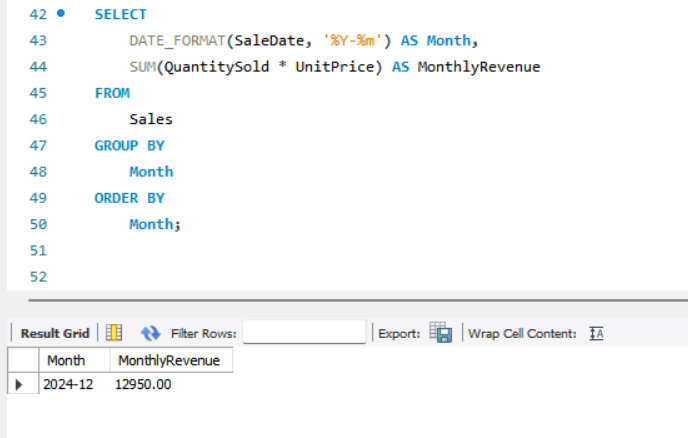 42 SELECT
43 DATE_FORMAT(SaleDate, '%Y-%m') AS Month,
44 SUM(QuantitySold * UnitPrice) AS MonthlyRevenue
45 FROM
46 Sales
47 GROUP BY
48 Month
49 ORDER BY
50 Month;
51
52
Result Grid Filter Rows: Export: Wrap Cell Content: IA
Month MonthlyRevenue
2024-12 12950.00